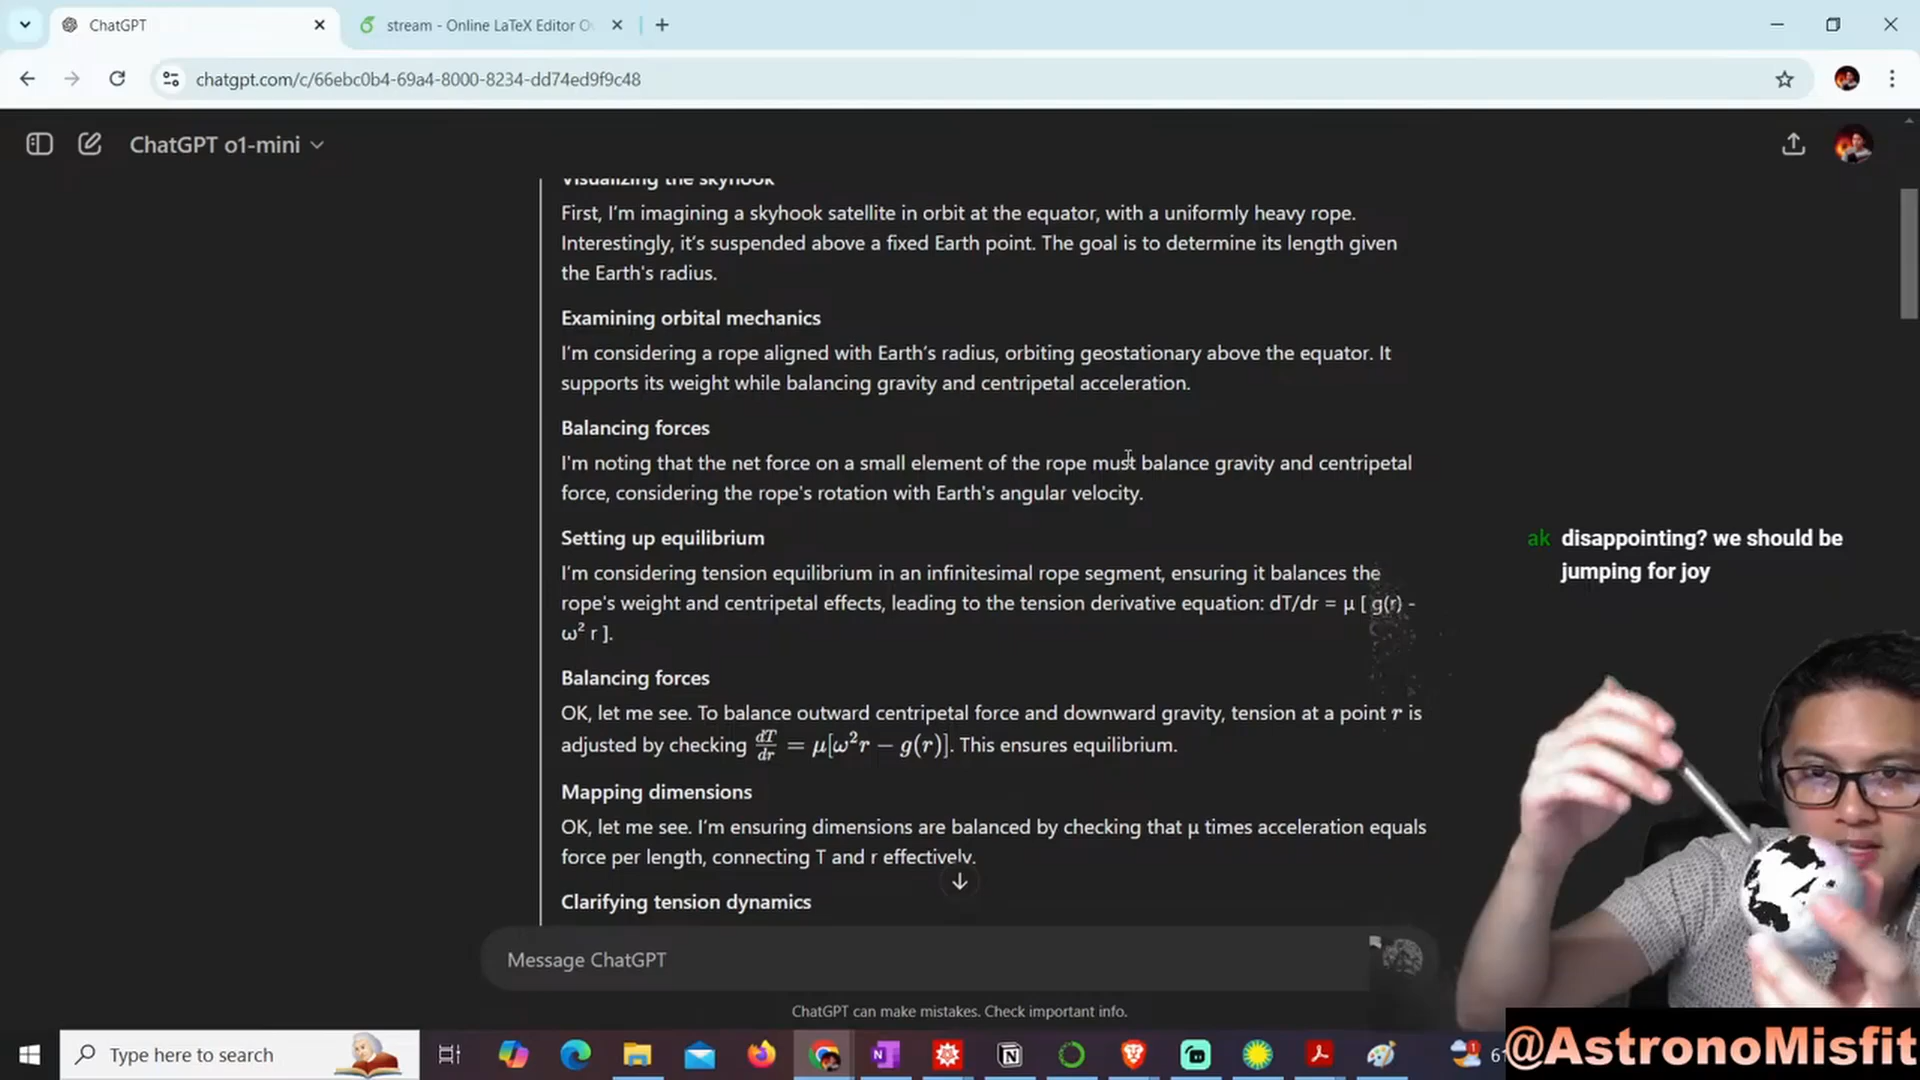 ChatGPT
stream - Online LaTeX Editor O
chatgpt.com/c/66ebc0b4-69a4-8000-8234-dd74ed9f9c48
ChatGPT o1-mini
Visualizing the skyhook
First, I'm imagining a skyhook satellite in orbit at the equator, with a uniformly heavy rope.
Interestingly, it's suspended above a fixed Earth point. The goal is to determine its length given
the Earth's radius.
Examining orbital mechanics
I'm considering a rope aligned with Earth's radius, orbiting geostationary above the equator. It
supports its weight while balancing gravity and centripetal acceleration.
Balancing forces
I'm noting that the net force on a small element of the rope must balance gravity and centripetal
force, considering the rope's rotation with Earth's angular velocity.
Setting up equilibrium
I'm considering tension equilibrium in an infinitesimal rope segment, ensuring it balances the
rope's weight and centripetal effects, leading to the tension derivative equation: dT/dr = μ [ g(r) -
ω² r ].
Balancing forces
OK, let me see. To balance outward centripetal force and downward gravity, tension at a point r is
adjusted by checking dT/dr = μ[ω²r − g(r)]. This ensures equilibrium.
Mapping dimensions
OK, let me see. I'm ensuring dimensions are balanced by checking that μ times acceleration equals
force per length, connecting T and r effectively.
Clarifying tension dynamics
Message ChatGPT
ChatGPT can make mistakes. Check important info.
ak disappointing? we should be
jumping for joy
Type here to search
@AstronoMisfit